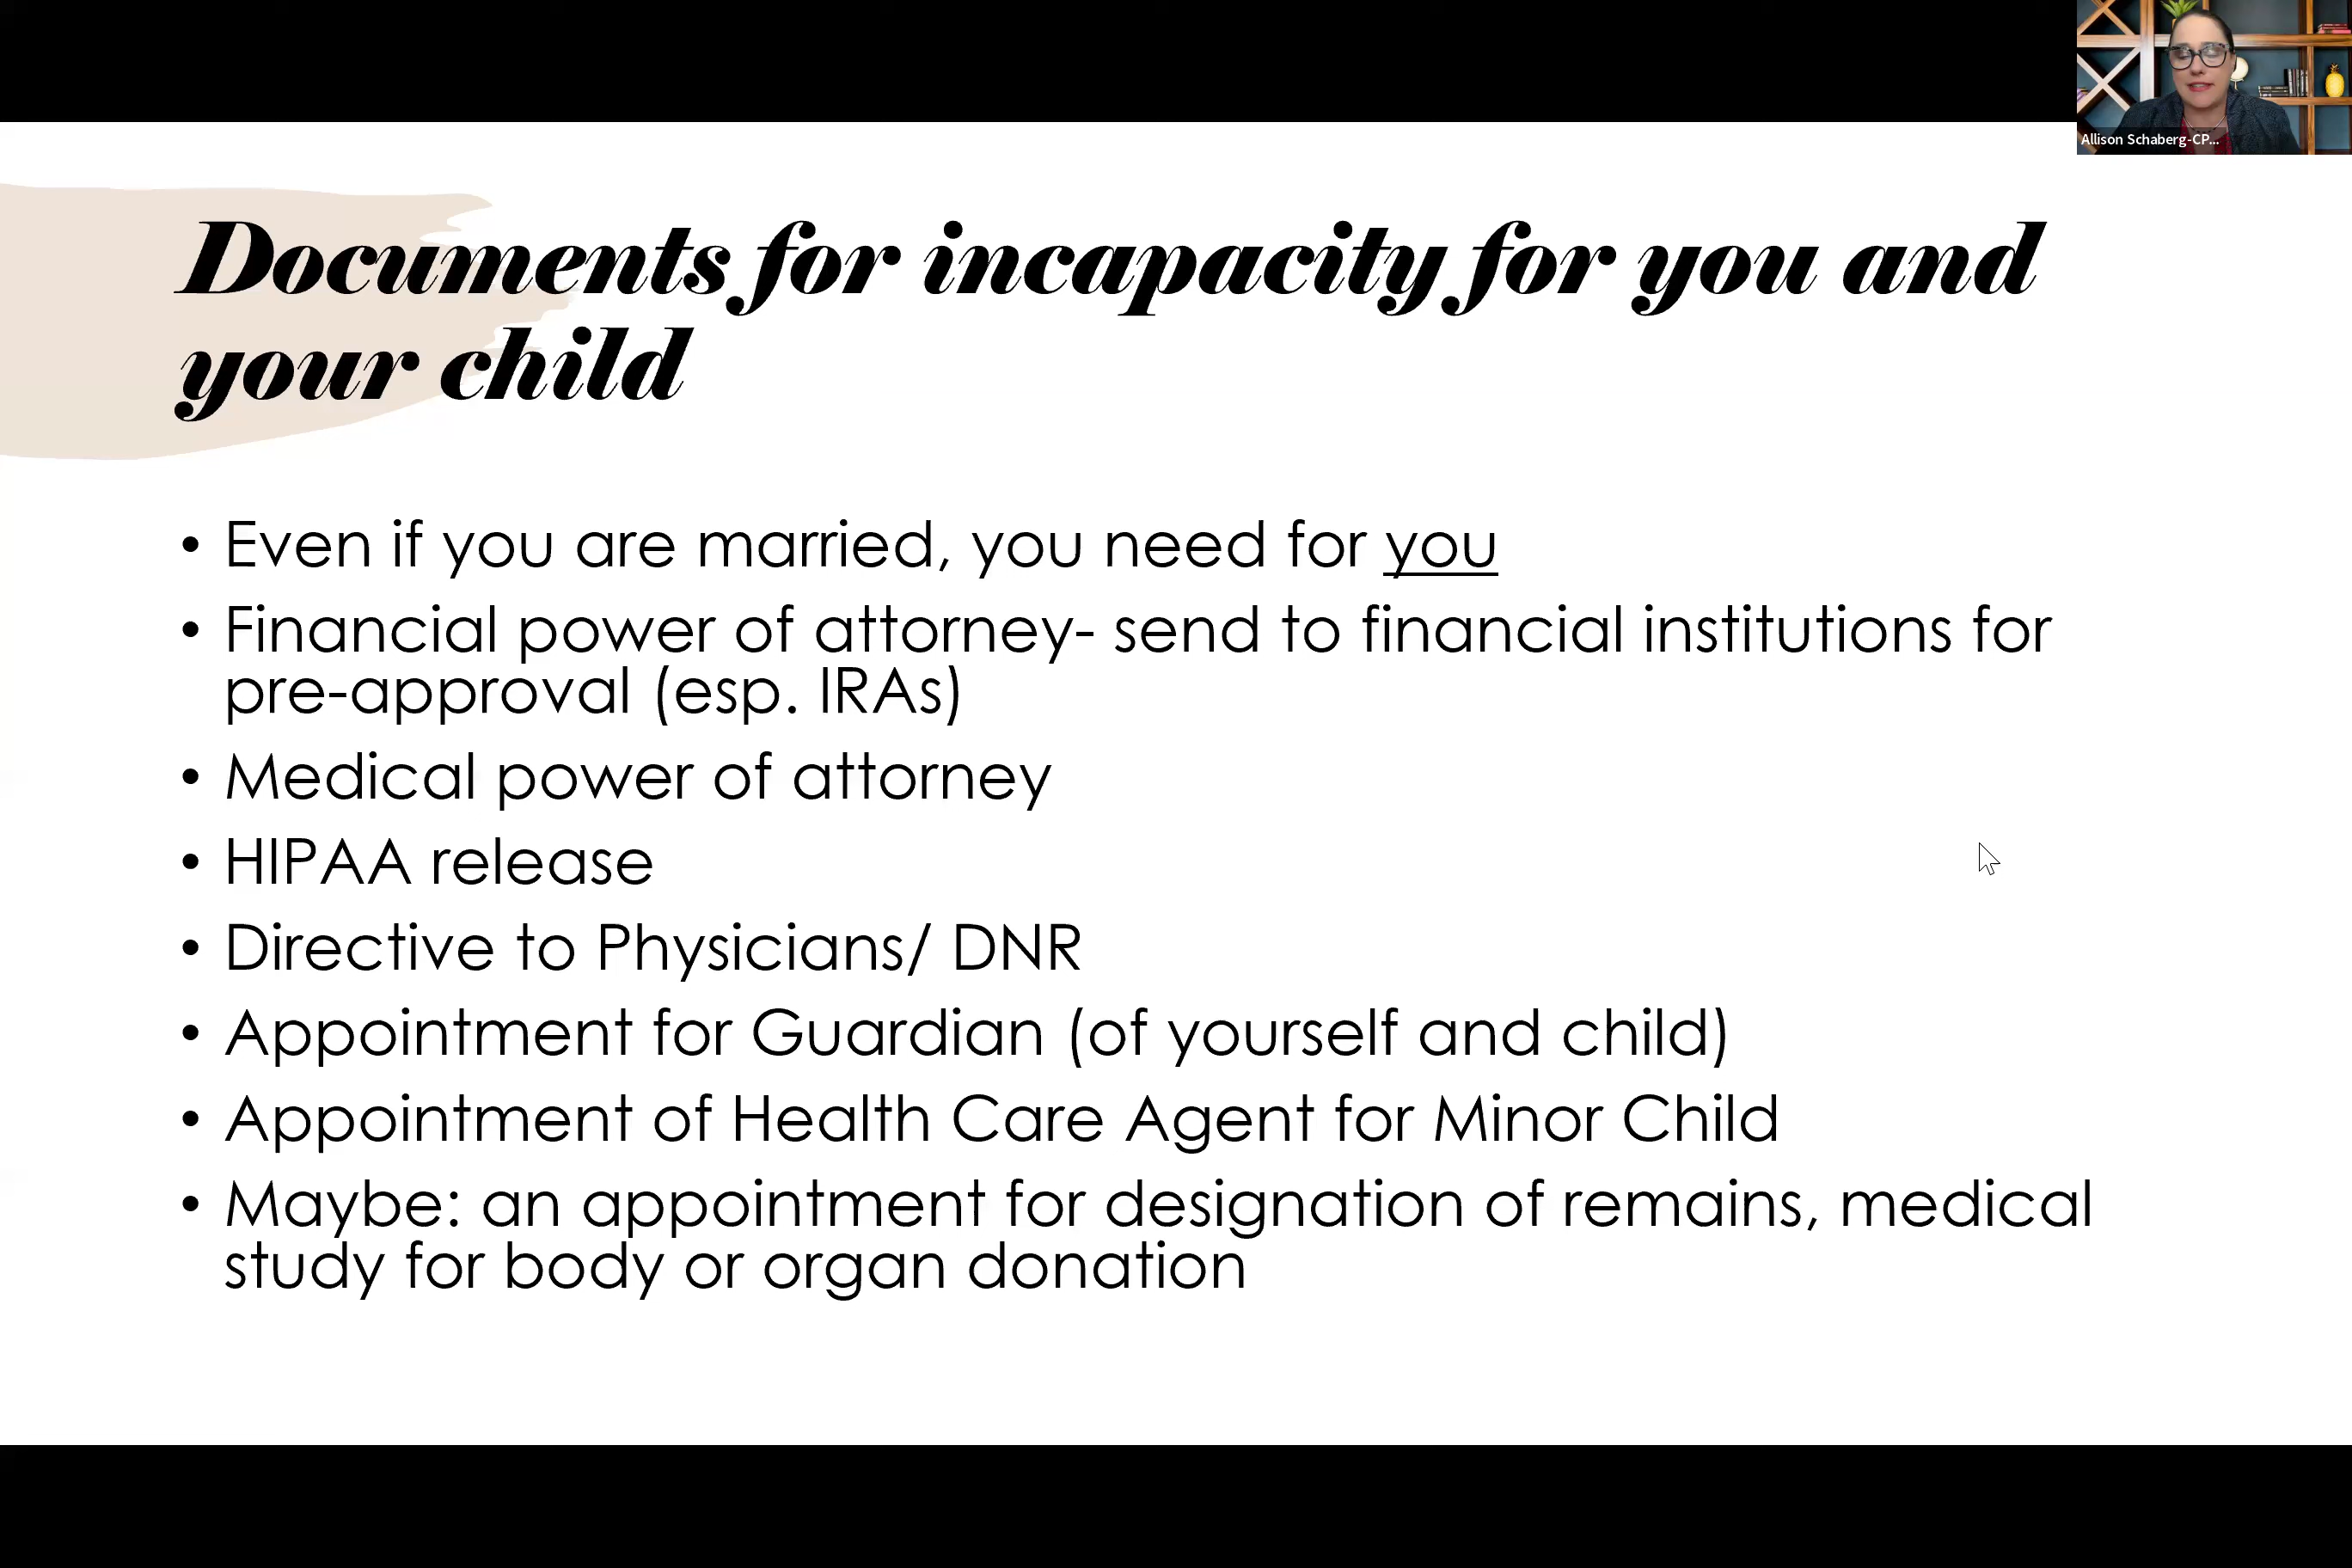 Allison Schaberg-CP...
Documents for incapacity for you and
your child
• Even if you are married, you need for you
• Financial power of attorney- send to financial institutions for
pre-approval (esp. IRAs)
• Medical power of attorney
• HIPAA release
• Directive to Physicians/ DNR
• Appointment for Guardian (of yourself and child)
• Appointment of Health Care Agent for Minor Child
• Maybe: an appointment for designation of remains, medical
study for body or organ donation